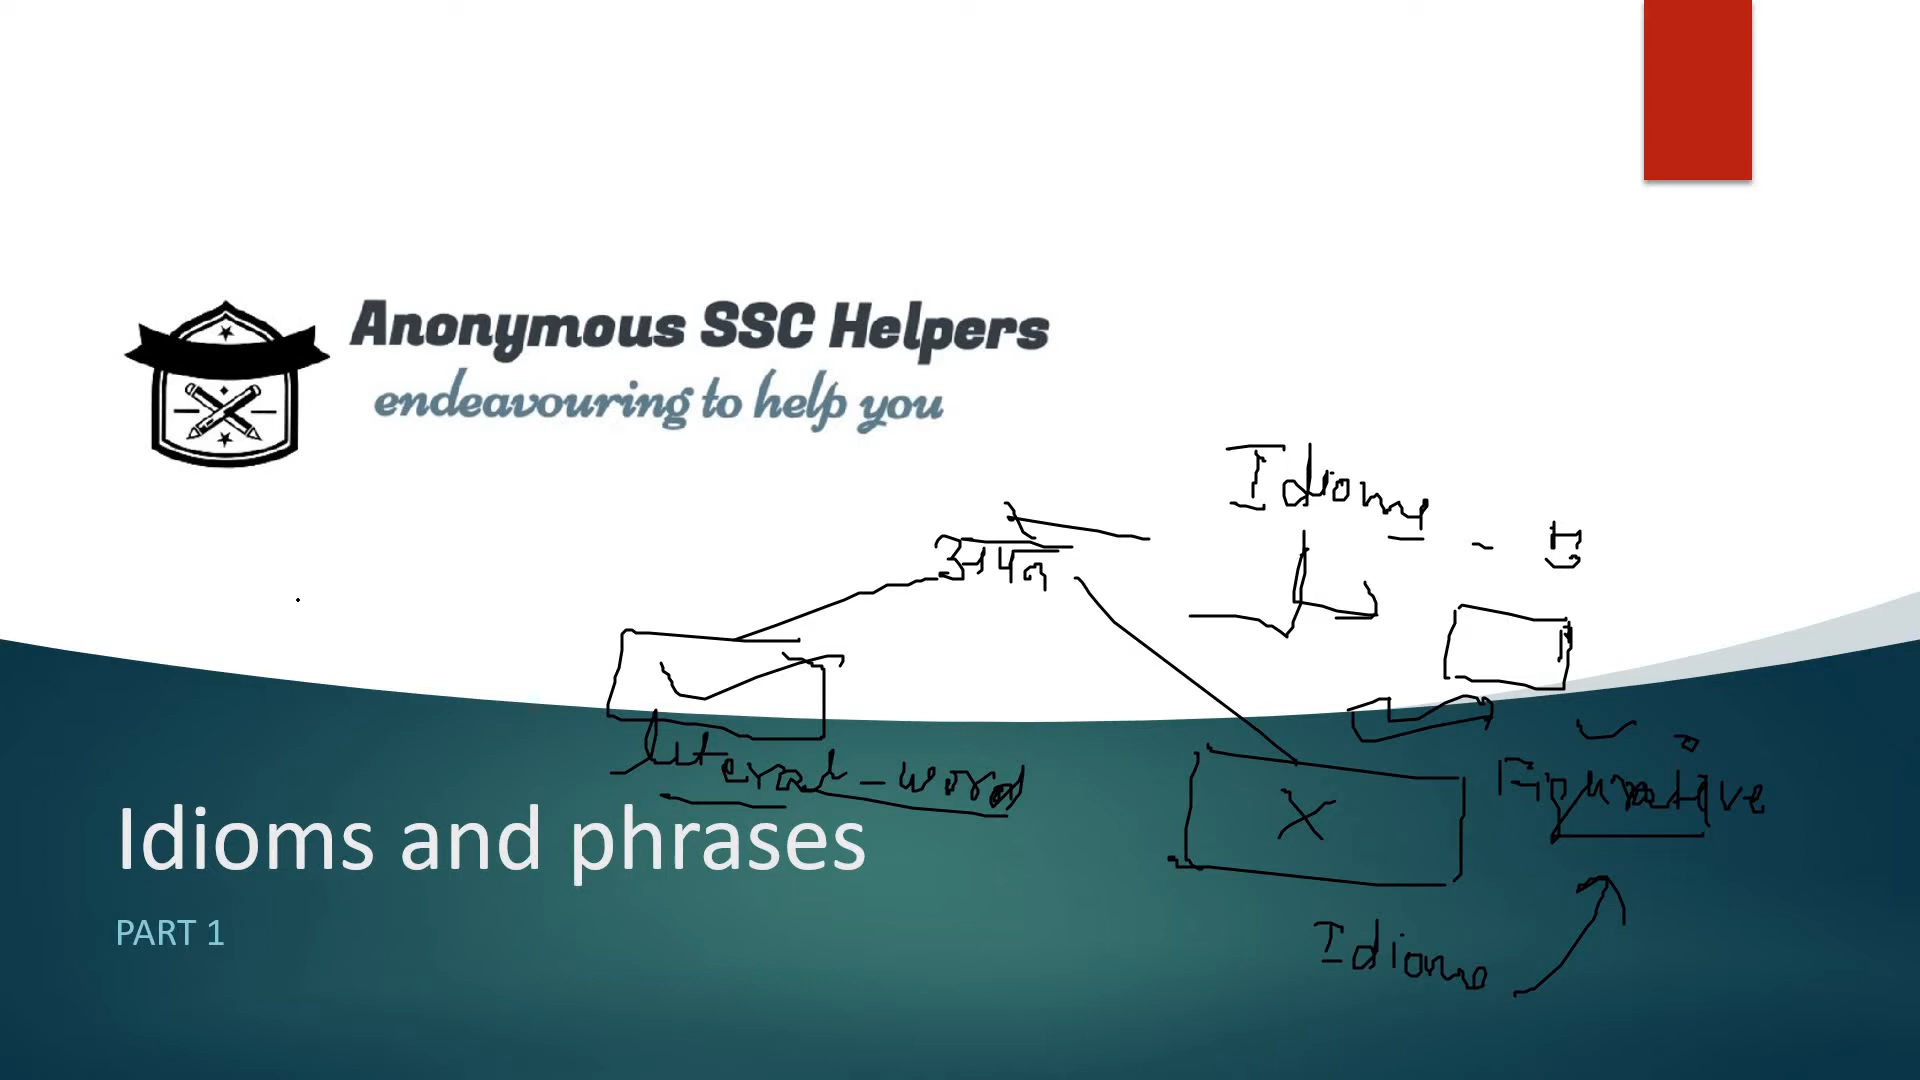 Anonymous SSC Helpers
endeavouring to help you
Idioms
literal - word
Figurative
Idioms and phrases
PART 1
Idioms